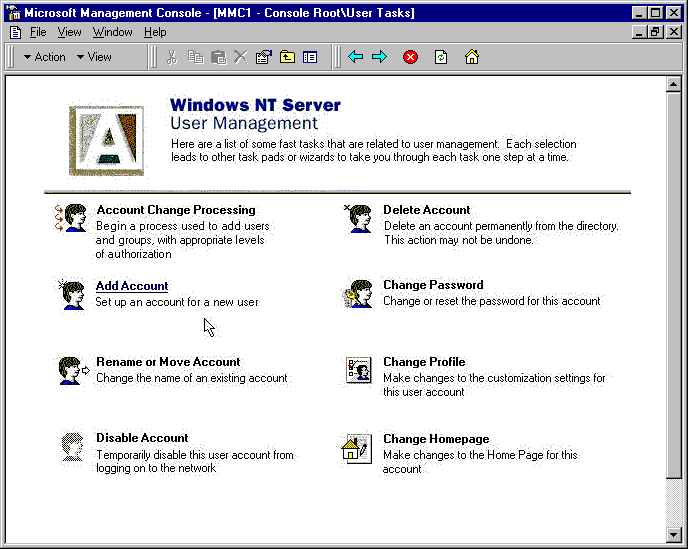 Microsoft Management Console - [MMC1 - Console Root\User Tasks]
File View Window Help
Action View
A
Windows NT Server
User Management
Here are a list of some fast tasks that are related to user management. Each selection
leads to other task pads or wizards to take you through each task one step at a time.
Account Change Processing
Begin a process used to add users
and groups, with appropriate levels
of authorization
Delete Account
Delete an account permanently from the directory.
This action may not be undone.
Add Account
Set up an account for a new user
Change Password
Change or reset the password for this account
Rename or Move Account
Change the name of an existing account
Change Profile
Make changes to the customization settings for
this user account
Disable Account
Temporarily disable this user account from
logging on to the network
Change Homepage
Make changes to the Home Page for this
account